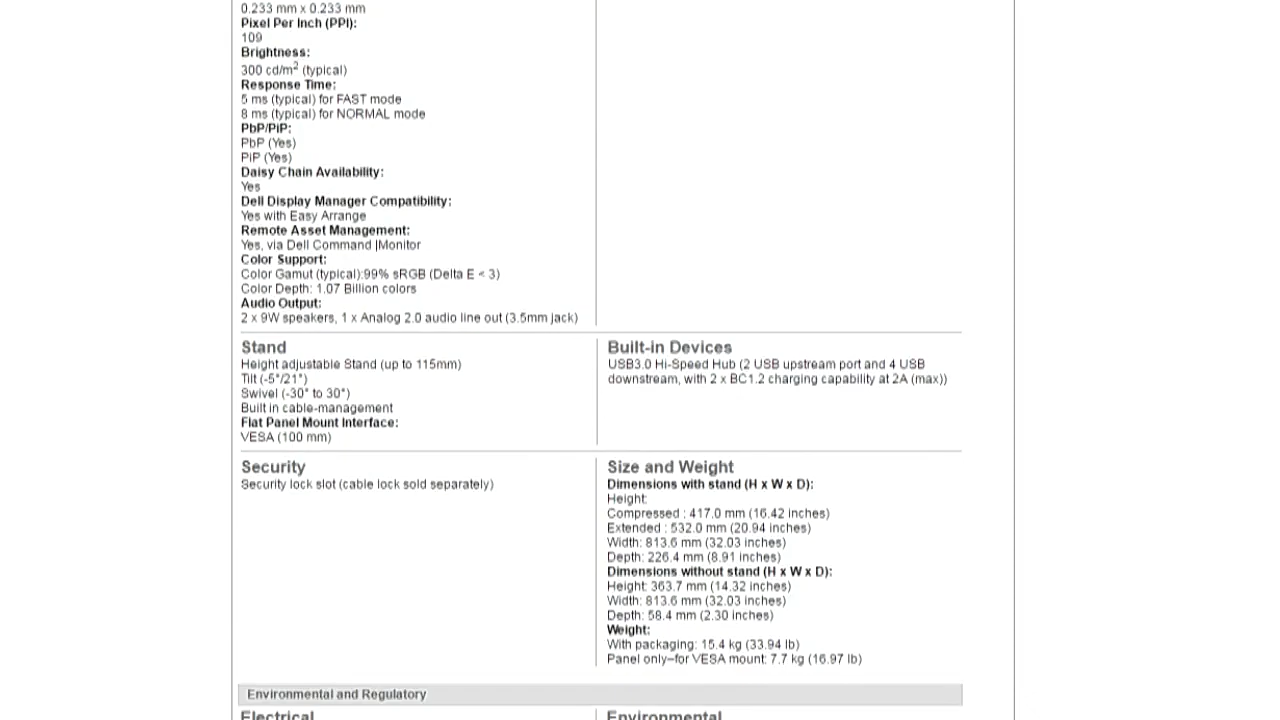 0.233 mm x 0.233 mm
Pixel Per Inch (PPI):
109
Brightness:
300 cd/m² (typical)
Response Time:
5 ms (typical) for FAST mode
8 ms (typical) for NORMAL mode
PbP/PiP:
PbP (Yes)
PiP (Yes)
Daisy Chain Availability:
Yes
Dell Display Manager Compatibility:
Yes with Easy Arrange
Remote Asset Management:
Yes, via Dell Command |Monitor
Color Support:
Color Gamut (typical):99% sRGB (Delta E < 3)
Color Depth: 1.07 Billion colors
Audio Output:
2 x 9W speakers, 1 x Analog 2.0 audio line out (3.5mm jack)
Stand
Height adjustable Stand (up to 115mm)
Tilt (-5°/21°)
Swivel (-30° to 30°)
Built in cable-management
Flat Panel Mount Interface:
VESA (100 mm)
Built-in Devices
USB3.0 Hi-Speed Hub (2 USB upstream port and 4 USB
downstream, with 2 x BC1.2 charging capability at 2A (max))
Security
Security lock slot (cable lock sold separately)
Size and Weight
Dimensions with stand (H x W x D):
Height:
Compressed : 417.0 mm (16.42 inches)
Extended : 532.0 mm (20.94 inches)
Width: 813.6 mm (32.03 inches)
Depth: 226.4 mm (8.91 inches)
Dimensions without stand (H x W x D):
Height: 363.7 mm (14.32 inches)
Width: 813.6 mm (32.03 inches)
Depth: 58.4 mm (2.30 inches)
Weight:
With packaging: 15.4 kg (33.94 lb)
Panel only–for VESA mount: 7.7 kg (16.97 lb)
Environmental and Regulatory
Electrical
Environmental